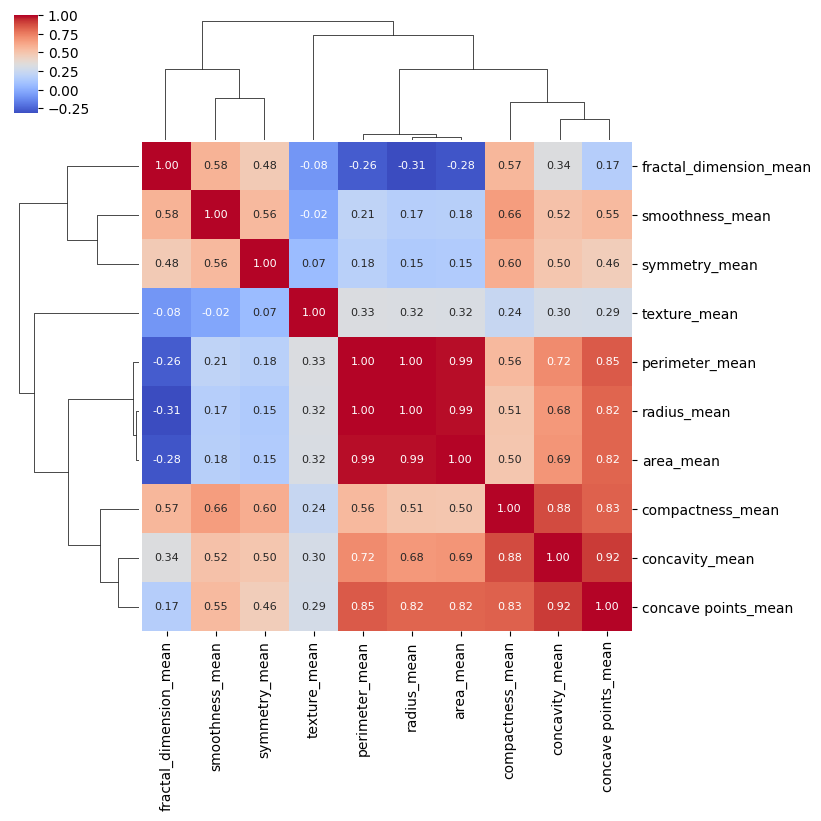 1.00
0.75
0.50
0.25
0.00
−0.25
1.00 0.58 0.48 -0.08 -0.26 -0.31 -0.28 0.57 0.34 0.17 fractal_dimension_mean
0.58 1.00 0.56 -0.02 0.21 0.17 0.18 0.66 0.52 0.55 smoothness_mean
0.48 0.56 1.00 0.07 0.18 0.15 0.15 0.60 0.50 0.46 symmetry_mean
-0.08 -0.02 0.07 1.00 0.33 0.32 0.32 0.24 0.30 0.29 texture_mean
-0.26 0.21 0.18 0.33 1.00 1.00 0.99 0.56 0.72 0.85 perimeter_mean
-0.31 0.17 0.15 0.32 1.00 1.00 0.99 0.51 0.68 0.82 radius_mean
-0.28 0.18 0.15 0.32 0.99 0.99 1.00 0.50 0.69 0.82 area_mean
0.57 0.66 0.60 0.24 0.56 0.51 0.50 1.00 0.88 0.83 compactness_mean
0.34 0.52 0.50 0.30 0.72 0.68 0.69 0.88 1.00 0.92 concavity_mean
0.17 0.55 0.46 0.29 0.85 0.82 0.82 0.83 0.92 1.00 concave points_mean
fractal_dimension_mean
smoothness_mean
symmetry_mean
texture_mean
perimeter_mean
radius_mean
area_mean
compactness_mean
concavity_mean
concave points_mean